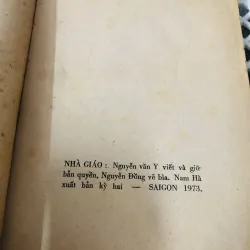 NHÀ GIÁO : Nguyễn văn Y viết và giữ
bản quyền, Nguyễn Đồng vẽ bìa. Nam Hà
xuất bản kỳ hai — SAIGON 1973.